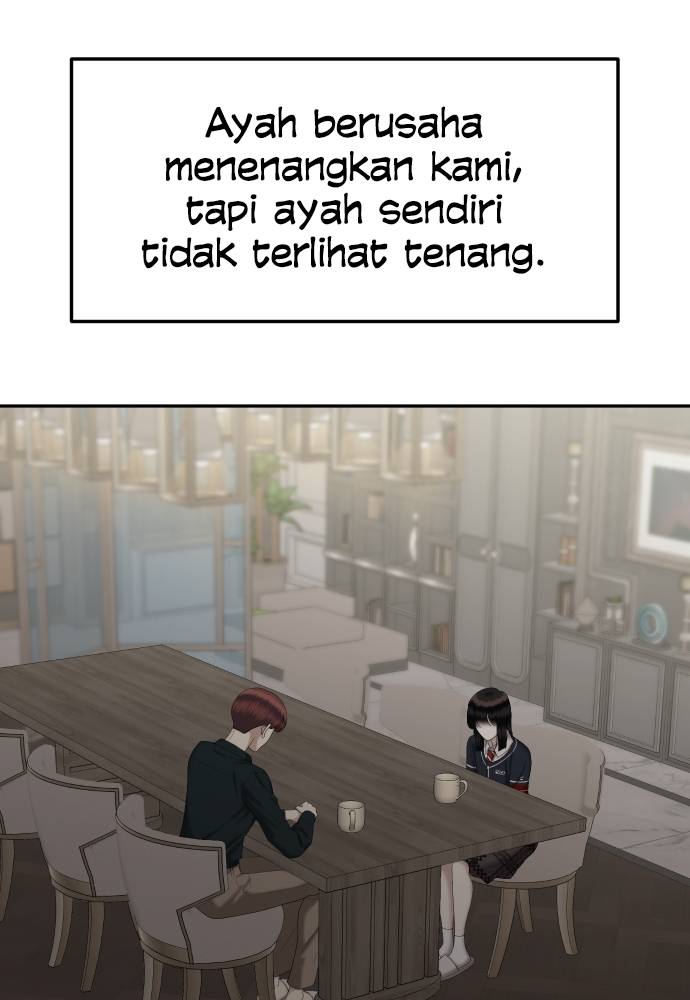 Ayah berusaha
menenangkan kami,
tapi ayah sendiri
tidak terlihat tenang.